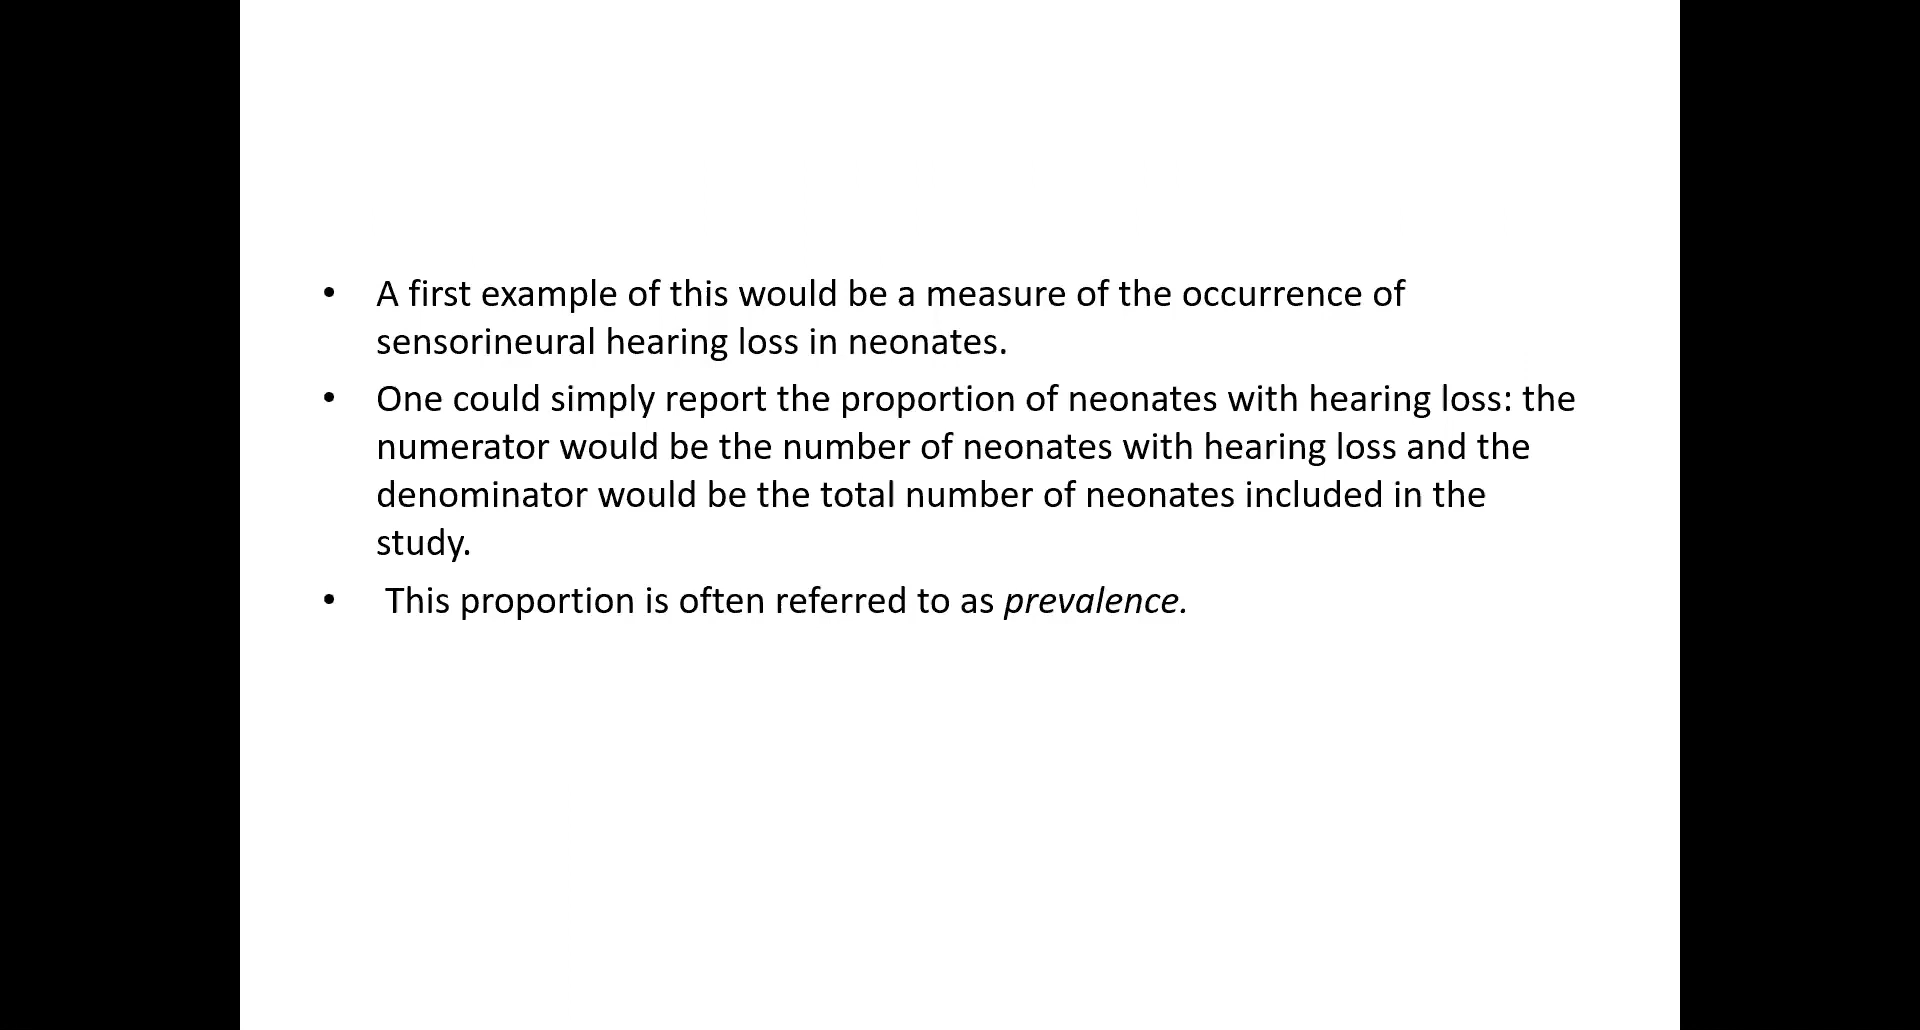 • A first example of this would be a measure of the occurrence of
sensorineural hearing loss in neonates.
• One could simply report the proportion of neonates with hearing loss: the
numerator would be the number of neonates with hearing loss and the
denominator would be the total number of neonates included in the
study.
• This proportion is often referred to as prevalence.